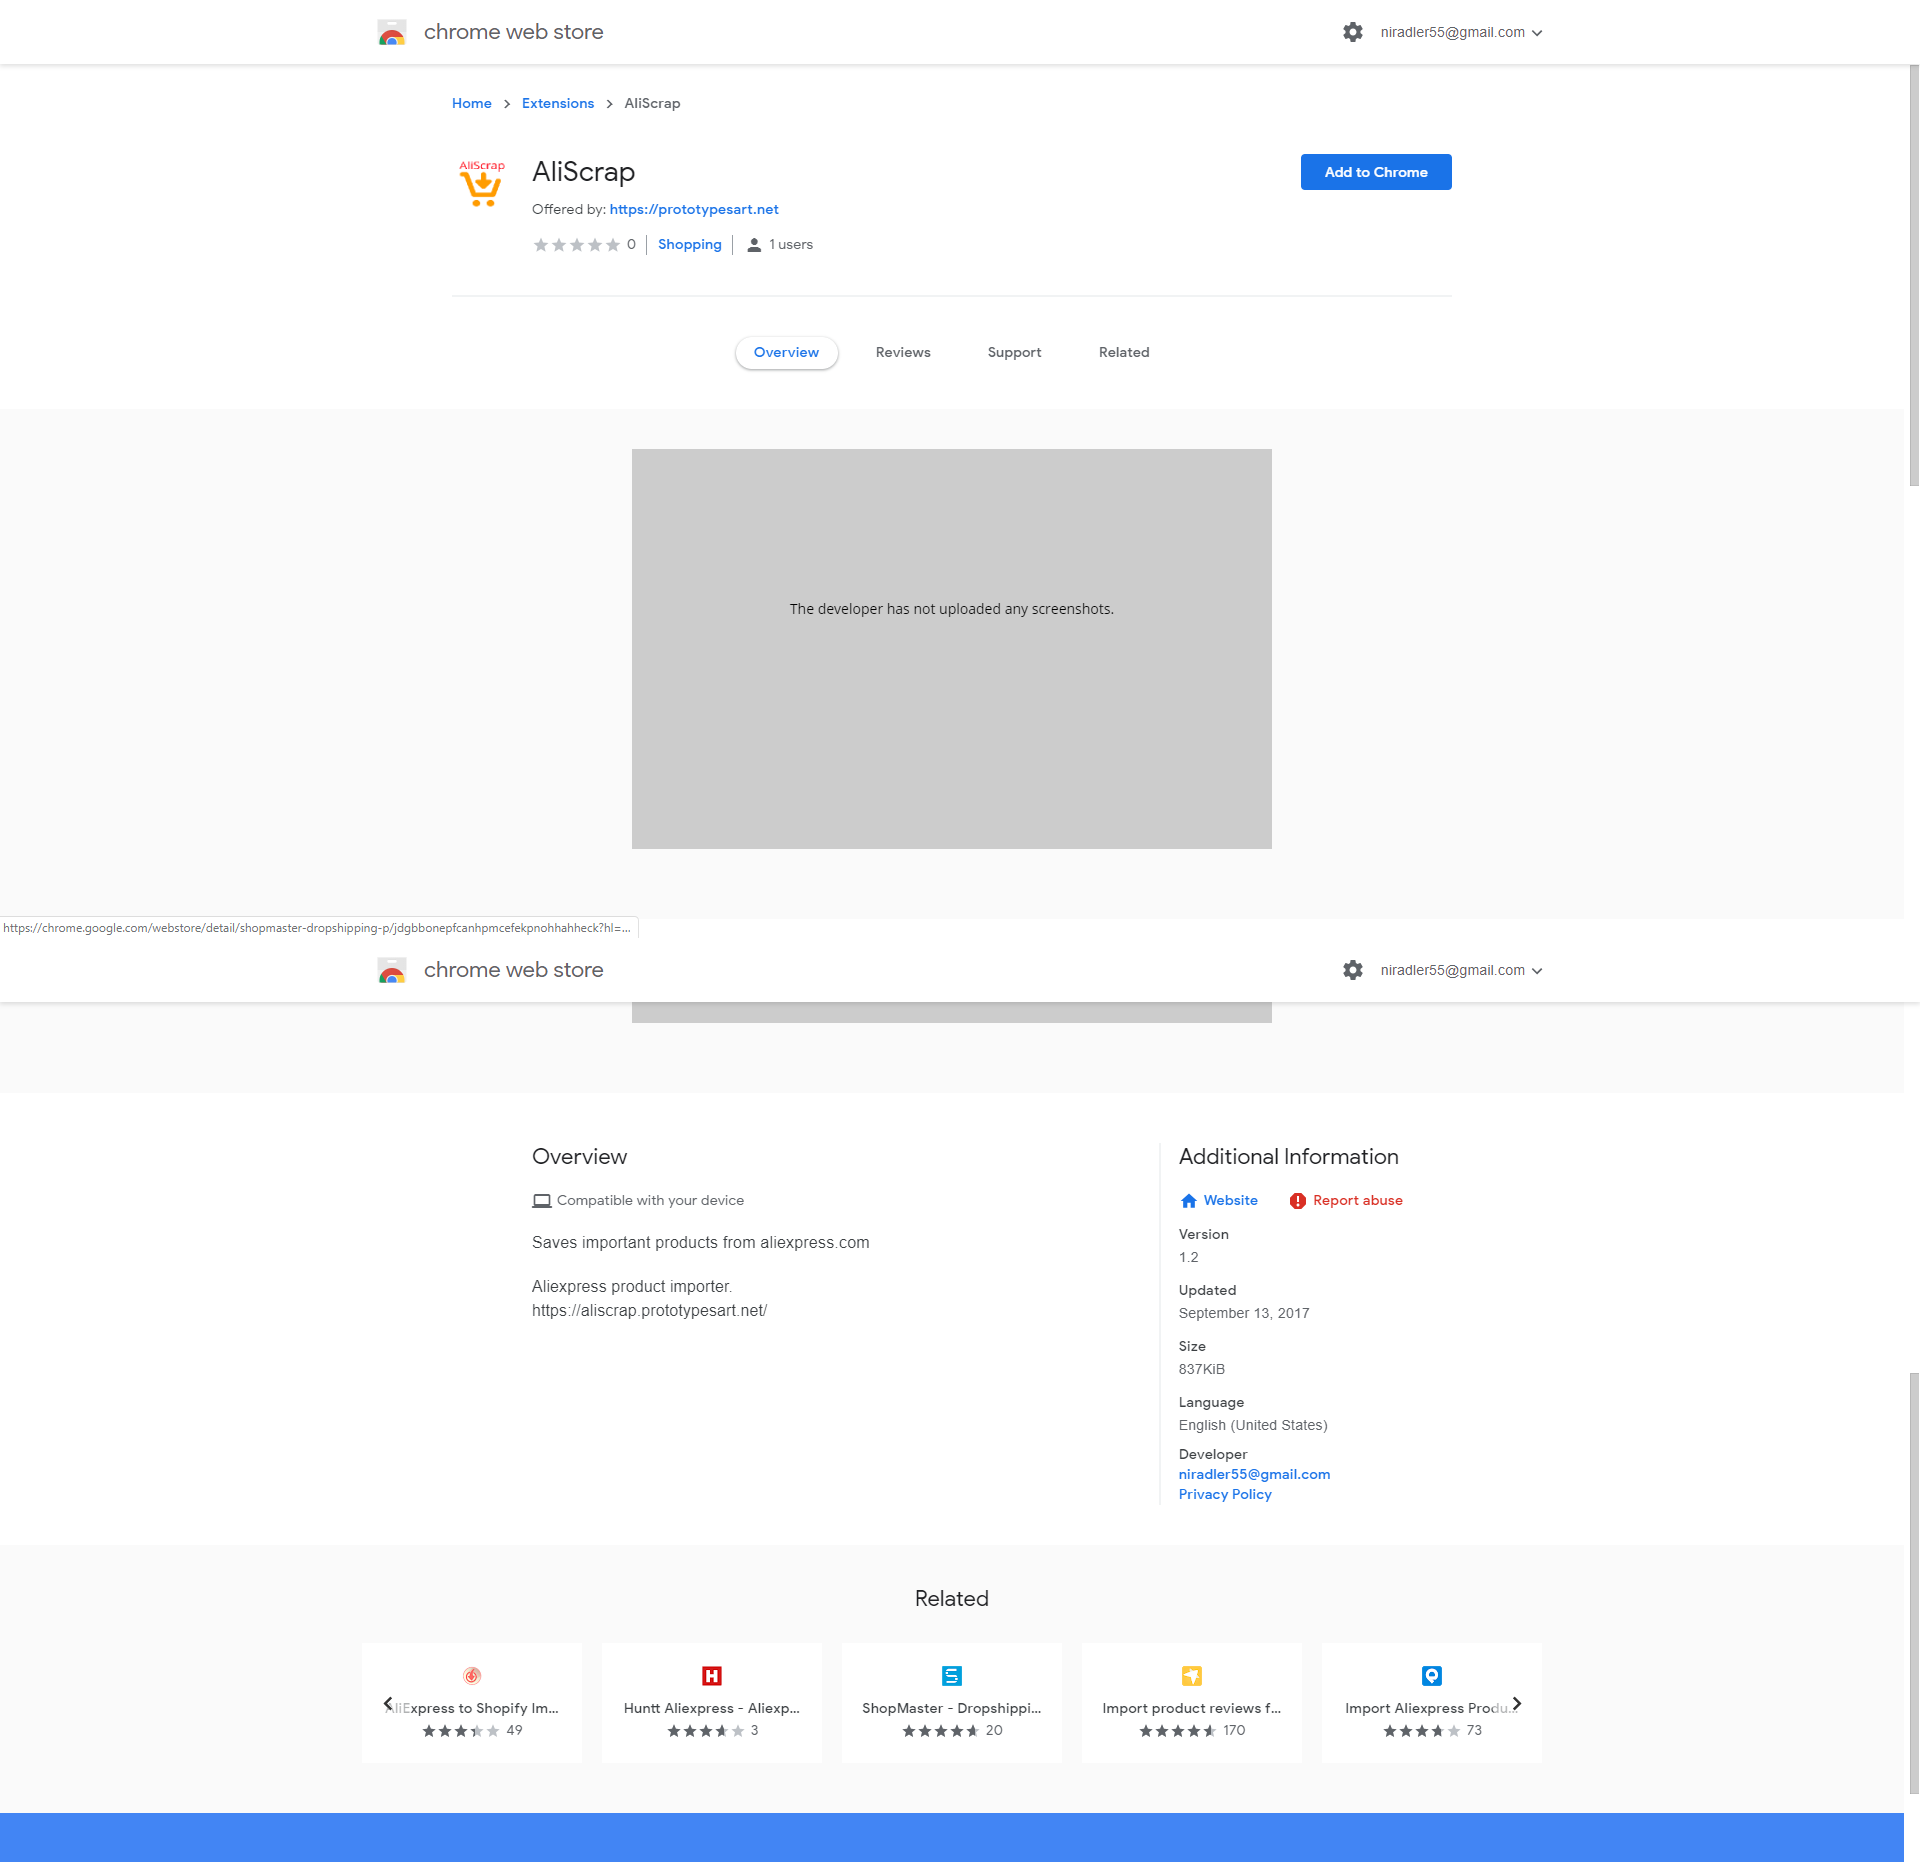 chrome web store
niradler55@gmail.com
Home > Extensions > AliScrap
AliScrap
AliScrap
Add to Chrome
Offered by: https://prototypesart.net
0 | Shopping | 1 users
Overview
Reviews
Support
Related
The developer has not uploaded any screenshots.
https://chrome.google.com/webstore/detail/shopmaster-dropshipping-p/jdgbbonepfcanhpmcefekpnohhahheck?hl=...
chrome web store
niradler55@gmail.com
Overview
Compatible with your device
Saves important products from aliexpress.com
Aliexpress product importer.
https://aliscrap.prototypesart.net/
Additional Information
Website
Report abuse
Version
1.2
Updated
September 13, 2017
Size
837KiB
Language
English (United States)
Developer
niradler55@gmail.com
Privacy Policy
Related
AliExpress to Shopify Im...
49
Huntt Aliexpress - Aliexp...
3
ShopMaster - Dropshippi...
20
Import product reviews f...
170
Import Aliexpress Produ...
73